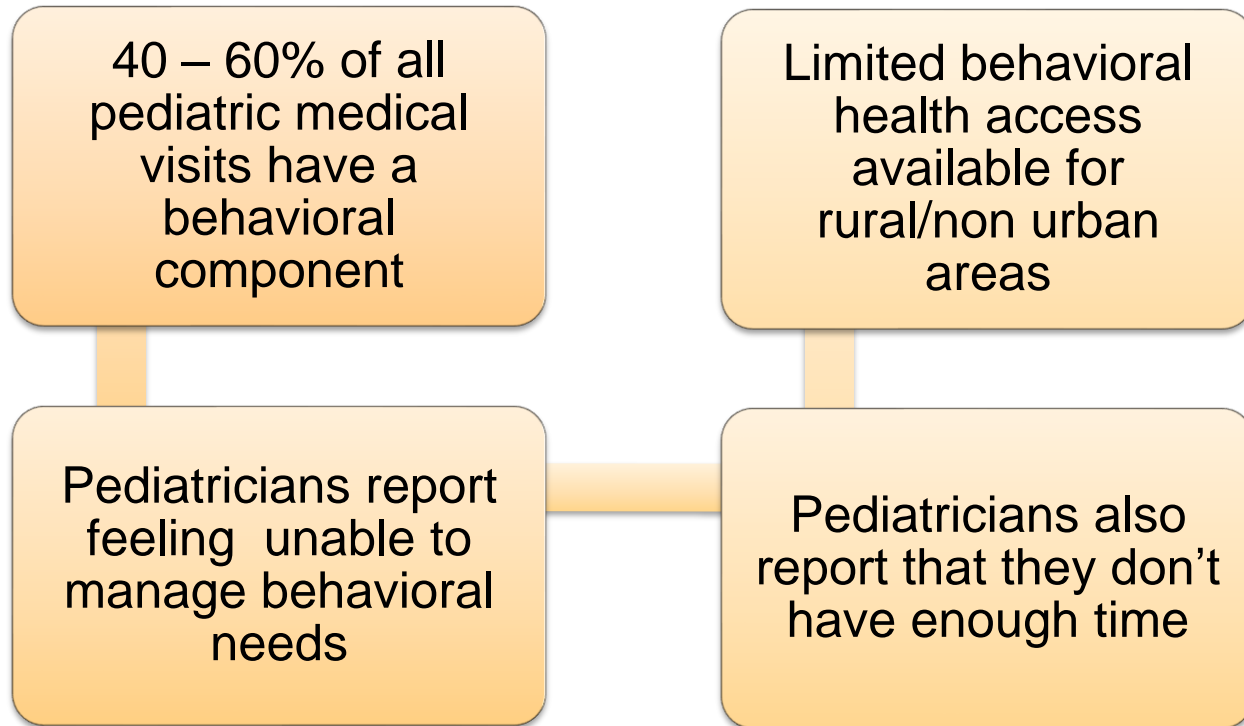 40 – 60% of all
pediatric medical
visits have a
behavioral
component
Pediatricians report
feeling  unable to
manage behavioral
needs
Pediatricians also
report that they don’t
have enough time
Limited behavioral
health access
available for
rural/non urban
areas